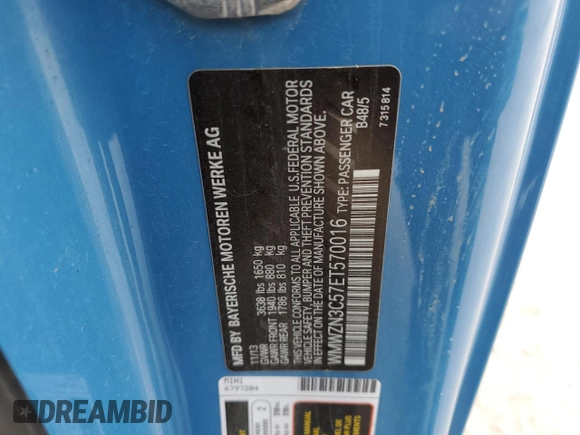 MFD BY BAYERISCHE MOTOREN WERKE AG
11/13
GVWR 3638 lbs 1650 kg
GAWR FRONT 1940 lbs 880 kg
GAWR REAR 1786 lbs 810 kg
THIS VEHICLE CONFORMS TO ALL APPLICABLE U.S. FEDERAL MOTOR
VEHICLE SAFETY, BUMPER AND THEFT PREVENTION STANDARDS
IN EFFECT ON THE DATE OF MANUFACTURE SHOWN ABOVE.
WMWZN3C57ET570016 TYPE: PASSENGER CAR
B48/5
7315814
MINI
6797204
DREAMBID